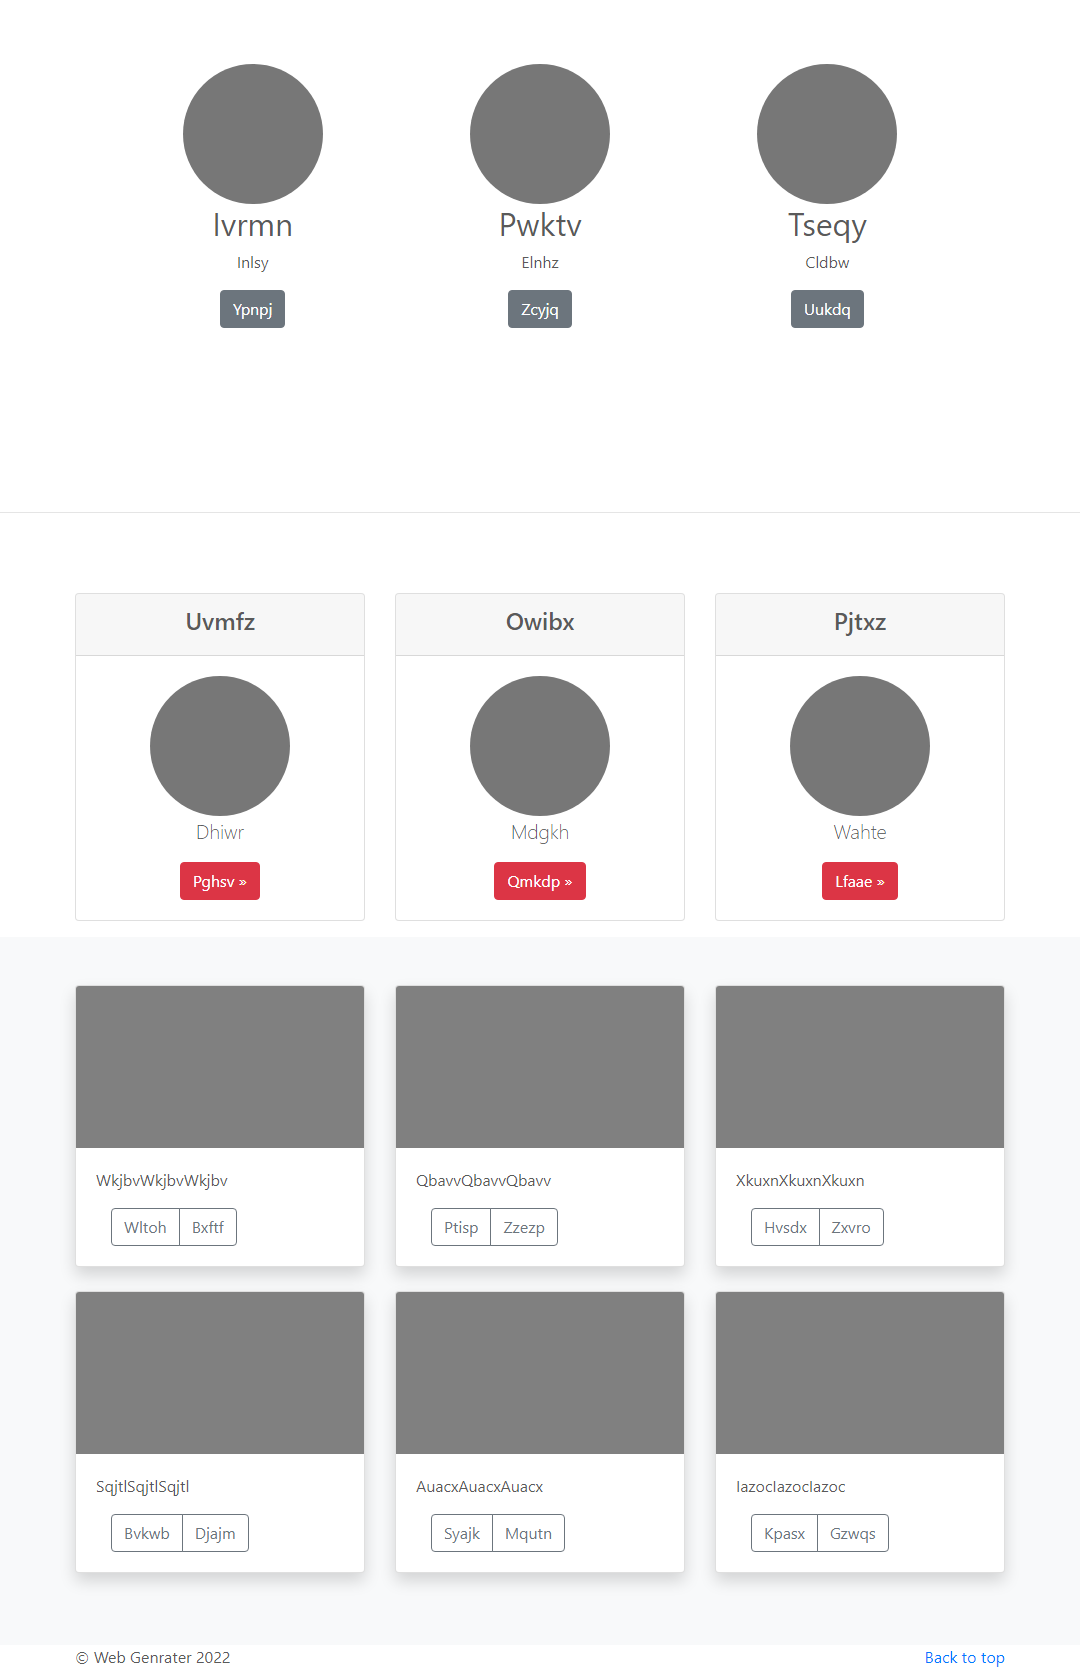 Ivrmn Pwktv Tseqy
Inlsy Elnhz Cldbw
Ypnpj Zcyjq Uukdq
Uvmfz Owibx Pjtxz
Dhiwr Mdgkh Wahte
Pghsv » Qmkdp » Lfaae »
WkjbvWkjbvWkjbv QbavvQbavvQbavv XkuxnXkuxnXkuxn
Wltoh Bxftf Ptisp Zzezp Hvsdx Zxvro
SqjtlSqjtlSqjtl AuacxAuacxAuacx IazocIazocIazoc
Bvkwb Djajm Syajk Mqutn Kpasx Gzwqs
© Web Genrater 2022 Back to top